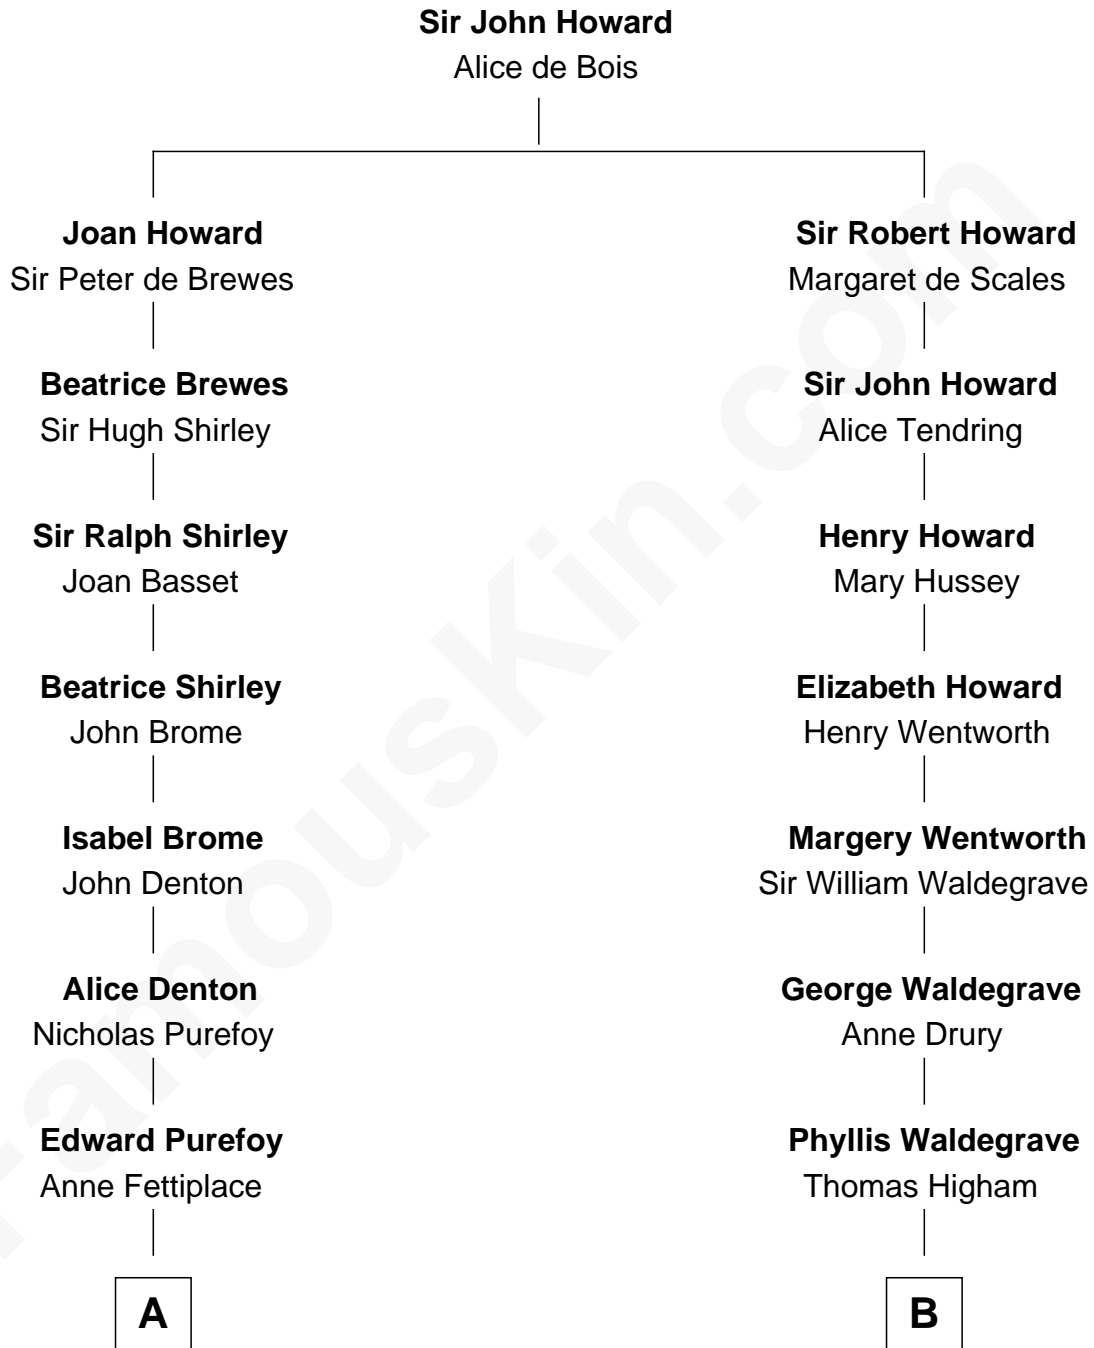 Sir John Howard
Alice de Bois
Joan Howard
Sir Peter de Brewes
Sir Robert Howard
Margaret de Scales
Beatrice Brewes
Sir Hugh Shirley
Sir John Howard
Alice Tendring
Sir Ralph Shirley
Joan Basset
Henry Howard
Mary Hussey
Beatrice Shirley
John Brome
Elizabeth Howard
Henry Wentworth
Isabel Brome
John Denton
Margery Wentworth
Sir William Waldegrave
Alice Denton
Nicholas Purefoy
George Waldegrave
Anne Drury
Edward Purefoy
Anne Fettiplace
Phyllis Waldegrave
Thomas Higham
A
B
FamousKin.com